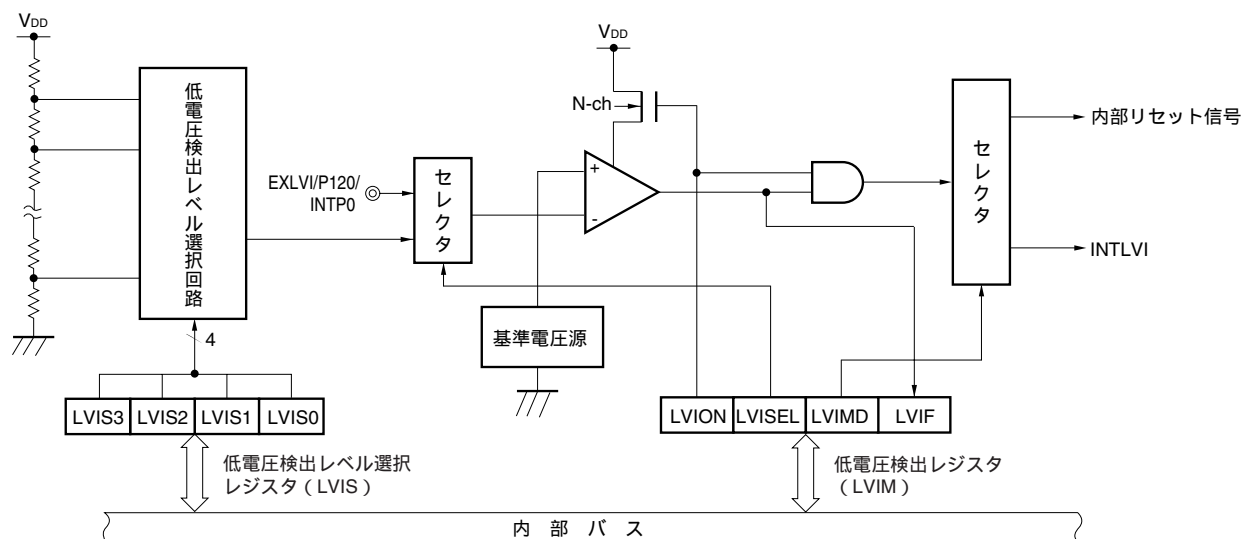 VDD
低電圧検出レベル選択回路
4
LVIS3 LVIS2 LVIS1 LVIS0
低電圧検出レベル選択
レジスタ(LVIS)
EXLVI/P120/
INTP0
セレクタ
VDD
N-ch
+
-
基準電圧源
セレクタ
内部リセット信号
INTLVI
LVION LVISEL LVIMD LVIF
低電圧検出レジスタ
(LVIM)
内部バス